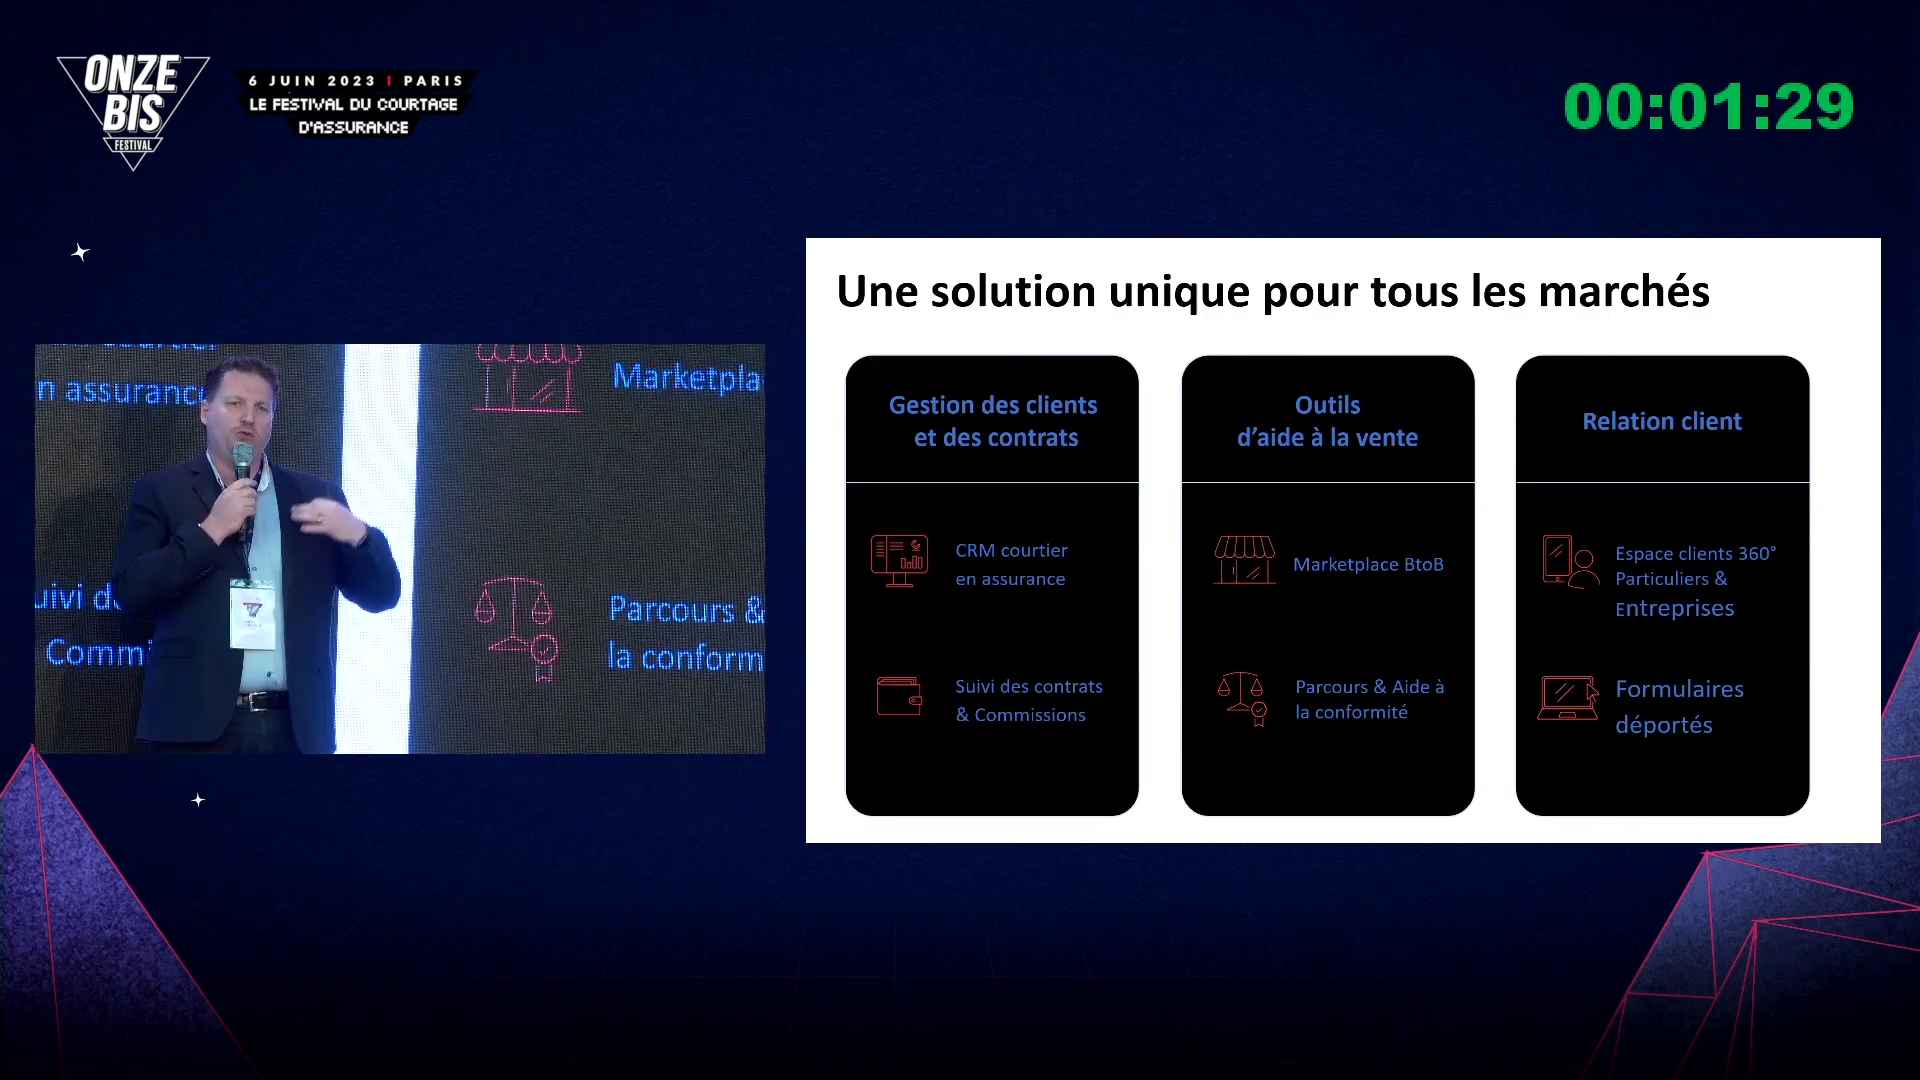 ONZE
BIS
FESTIVAL
6 JUIN 2023 | PARIS
LE FESTIVAL DU COURTAGE
D'ASSURANCE
00:01:29
n assurance
Marketpla
uivi d
Comm
Parcours &
la conform
Une solution unique pour tous les marchés
Gestion des clients
et des contrats
CRM courtier
en assurance
Suivi des contrats
& Commissions
Outils
d’aide à la vente
Marketplace BtoB
Parcours & Aide à
la conformité
Relation client
Espace clients 360°
Particuliers &
Entreprises
Formulaires
déportés